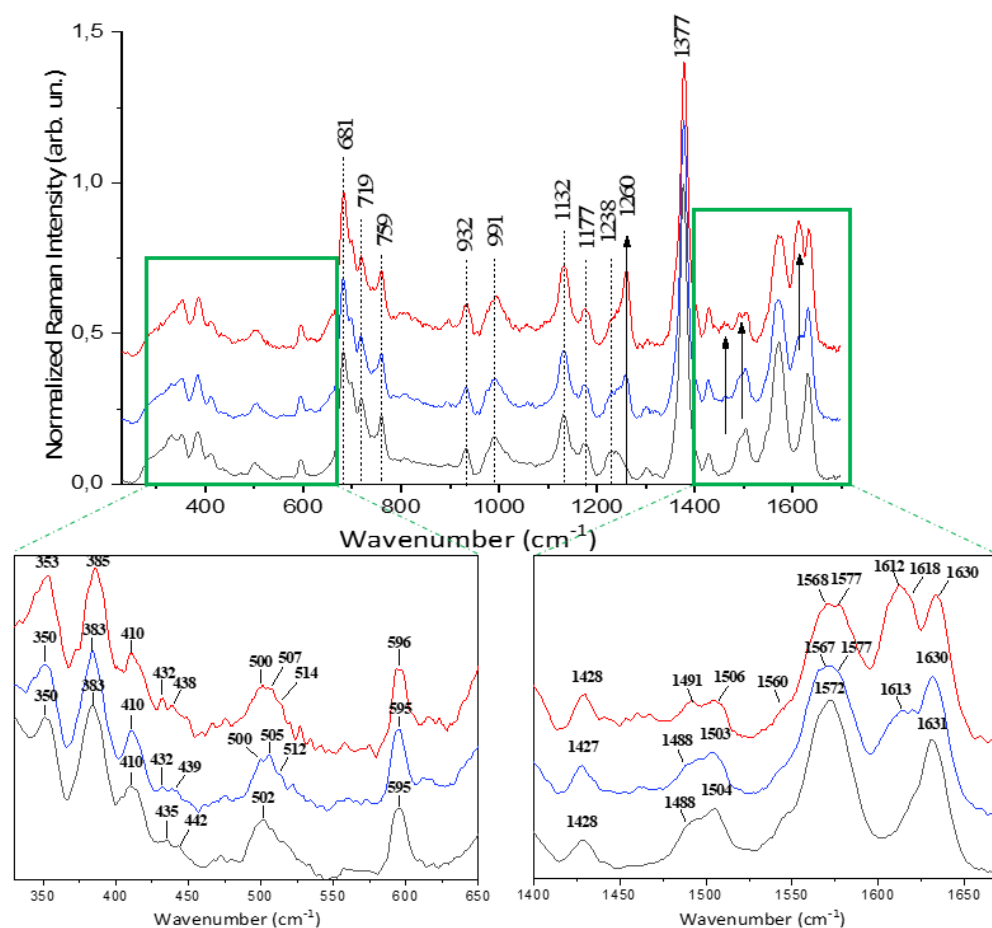 1,5
1,0
0,5
0,0
Normalized Raman Intensity (arb. un.)
681
719
759
932
991
1132
1177
1238
1260
1377
400 600 800 1000 1200 1400 1600
Wavenumber (cm⁻¹)
353 385 410 432 438 500 507 514 596
350 383 410 432 439 500 505 512 595
350 383 410 435 442 502 595
350 400 450 500 550 600 650
Wavenumber (cm⁻¹)
1428 1491 1506 1560 1568 1577 1612 1618 1630
1427 1488 1503 1567 1577 1613 1630
1428 1488 1504 1572 1631
1400 1450 1500 1550 1600 1650
Wavenumber (cm⁻¹)